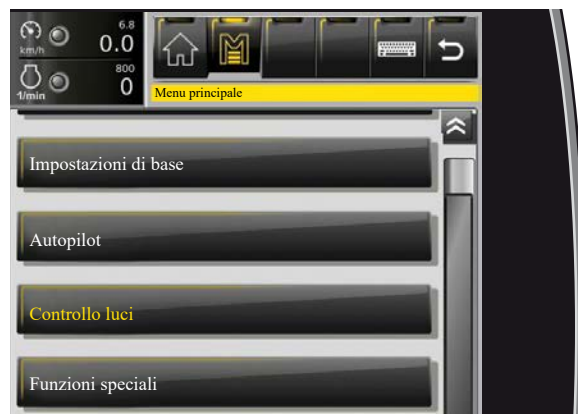 6.8
km/h 0.0
800
1/min 0
Menu principale
Impostazioni di base
Autopilot
Controllo luci
Funzioni speciali